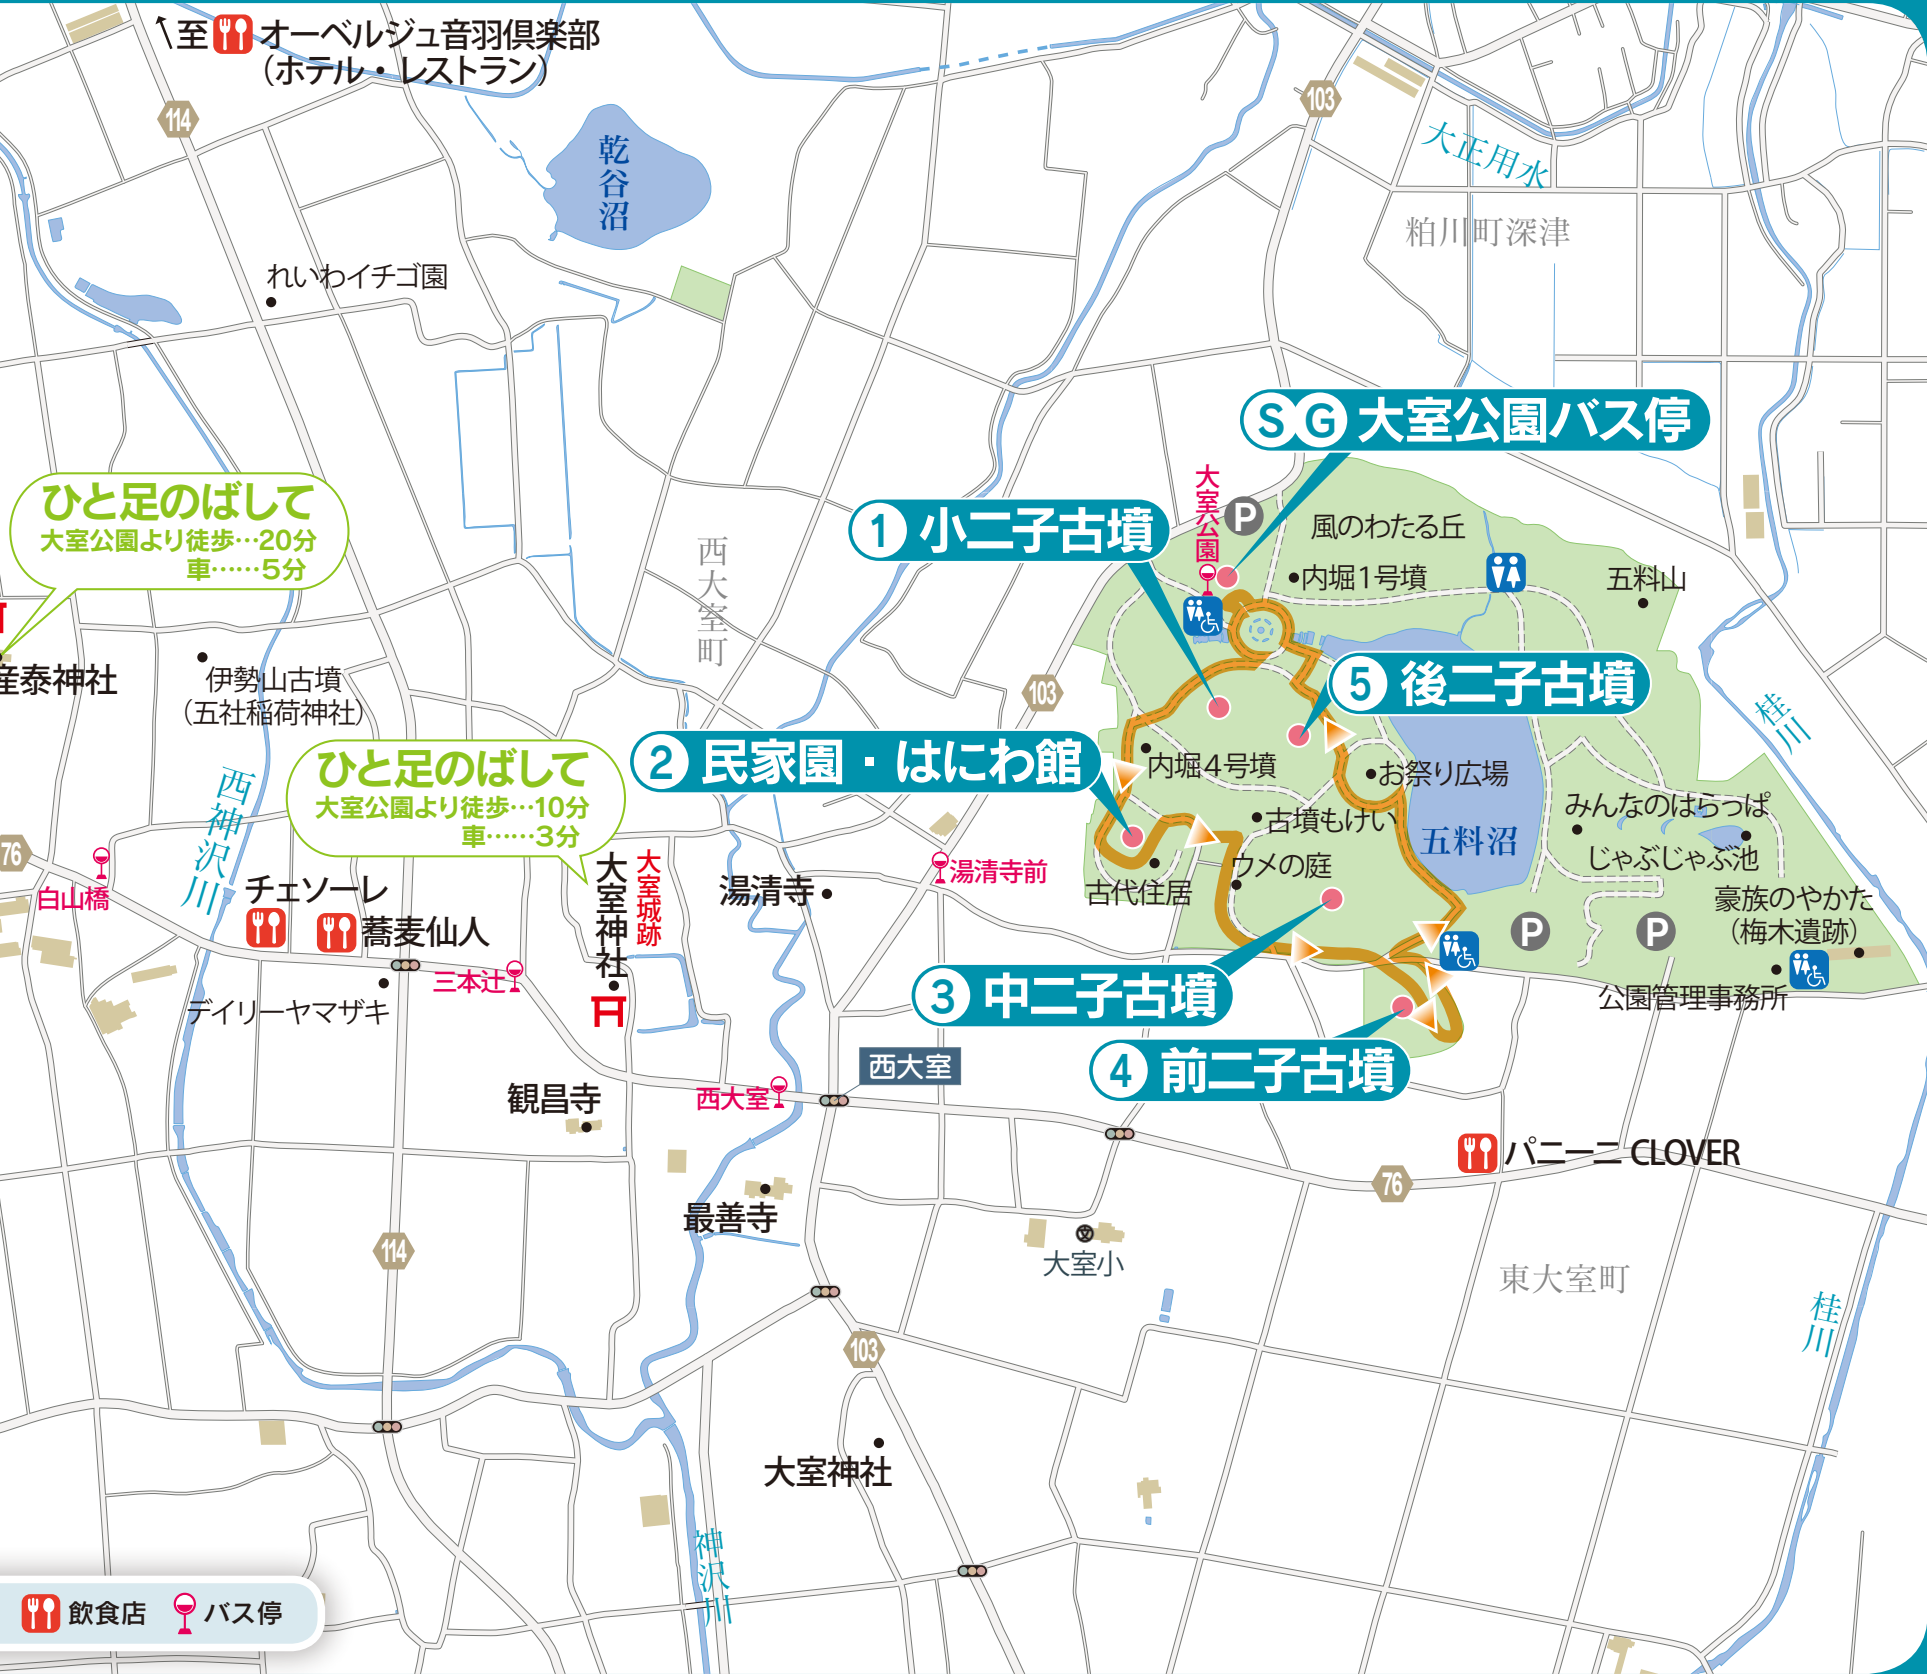 至 オーベルジュ音羽倶楽部
（ホテル・レストラン）
114
103
乾谷沼
大正用水
粕川町深津
れいわイチゴ園
S G 大室公園バス停
ひと足のばして
大室公園より徒歩…20分
車……5分
1 小二子古墳
大室公園
P
風のわたる丘
内堀1号墳
五料山
西大室町
産泰神社
伊勢山古墳
（五社稲荷神社）
103
5 後二子古墳
桂川
ひと足のばして
大室公園より徒歩…10分
車……3分
2 民家園・はにわ館
内堀4号墳
お祭り広場
みんなのはらっぱ
古墳もけい
五料沼
じゃぶじゃぶ池
西神沢川
76
白山橋
チェソーレ
蕎麦仙人
大室神社
大室城跡
湯清寺
湯清寺前
ウメの庭
古代住居
豪族のやかた
（梅木遺跡）
P
P
三本辻
デイリーヤマザキ
3 中二子古墳
公園管理事務所
西大室
4 前二子古墳
観昌寺
西大室
パニーニ CLOVER
76
最善寺
文
大室小
114
東大室町
桂川
103
大室神社
神沢川
飲食店
バス停